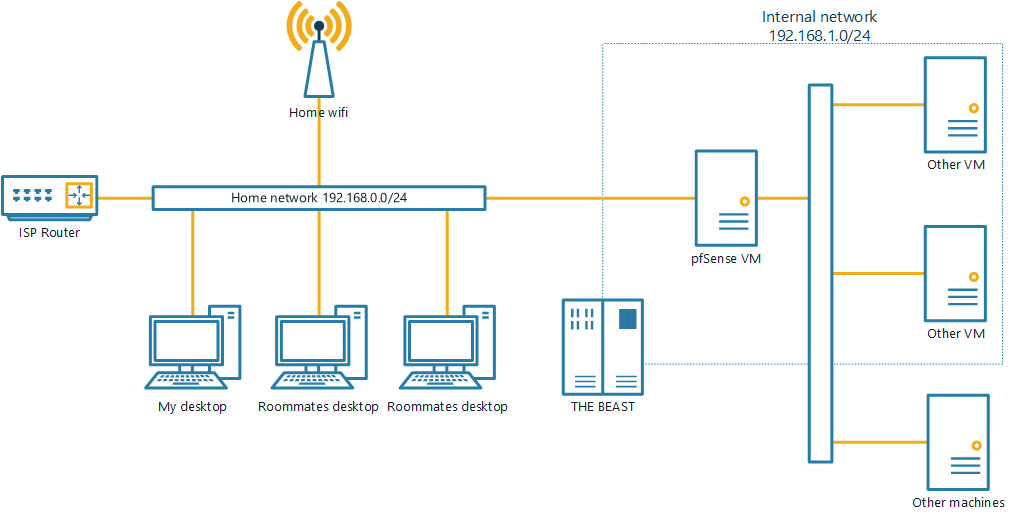 Internal network
192.168.1.0/24
Home wifi
Other VM
Home network 192.168.0.0/24
ISP Router
pfSense VM
Other VM
My desktop
Roommates desktop
Roommates desktop
THE BEAST
Other machines